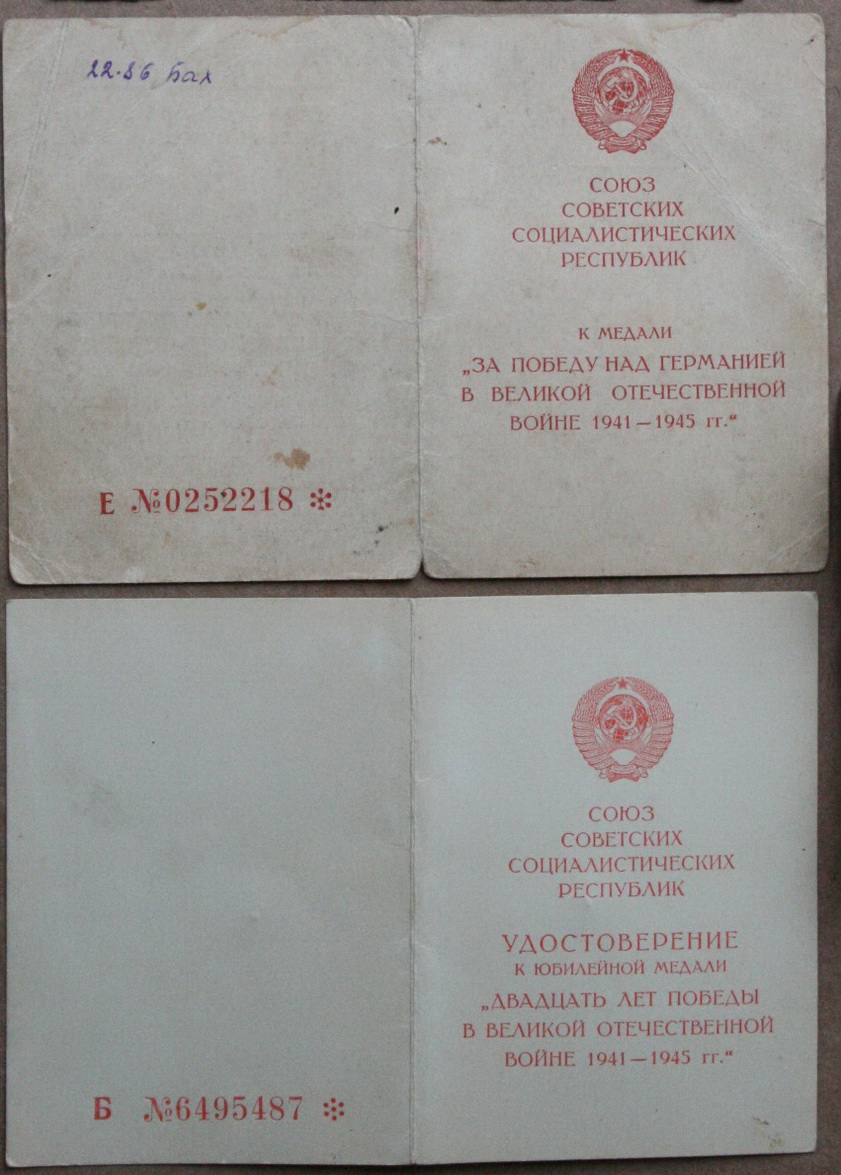 22.86 Бах
СОЮЗ
СОВЕТСКИХ
СОЦИАЛИСТИЧЕСКИХ
РЕСПУБЛИК
К МЕДАЛИ
„ЗА ПОБЕДУ НАД ГЕРМАНИЕЙ
В ВЕЛИКОЙ ОТЕЧЕСТВЕННОЙ
ВОЙНЕ 1941—1945 гг.“
Е №0252218
СОЮЗ
СОВЕТСКИХ
СОЦИАЛИСТИЧЕСКИХ
РЕСПУБЛИК
УДОСТОВЕРЕНИЕ
К ЮБИЛЕЙНОЙ МЕДАЛИ
„ДВАДЦАТЬ ЛЕТ ПОБЕДЫ
В ВЕЛИКОЙ ОТЕЧЕСТВЕННОЙ
ВОЙНЕ 1941—1945 гг.“
Б №6495487